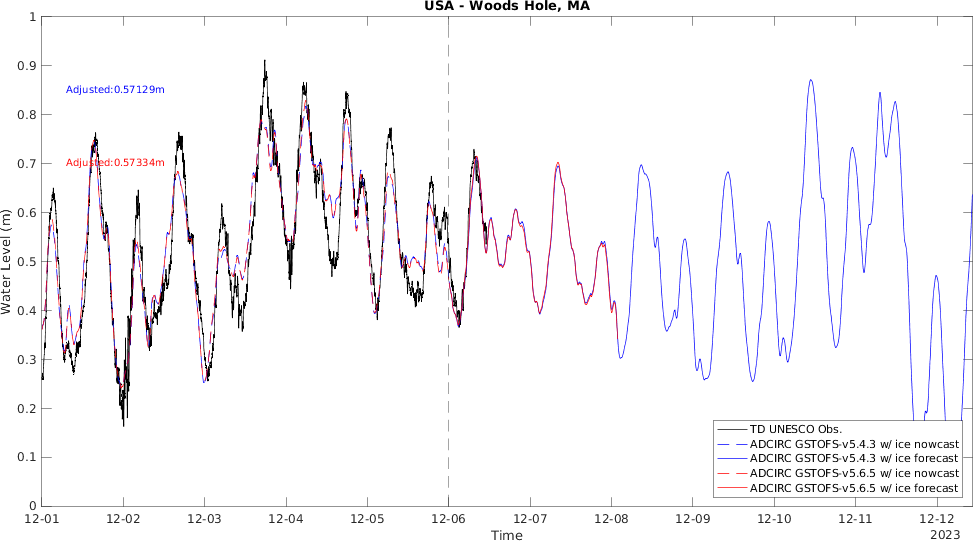 USA - Woods Hole, MA
Water Level (m)
1
0.9
0.8
0.7
0.6
0.5
0.4
0.3
0.2
0.1
0
Adjusted:0.57129m
Adjusted:0.57334m
TD UNESCO Obs.
ADCIRC GSTOFS-v5.4.3 w/ ice nowcast
ADCIRC GSTOFS-v5.4.3 w/ ice forecast
ADCIRC GSTOFS-v5.6.5 w/ ice nowcast
ADCIRC GSTOFS-v5.6.5 w/ ice forecast
12-01 12-02 12-03 12-04 12-05 12-06 12-07 12-08 12-09 12-10 12-11 12-12
Time
2023